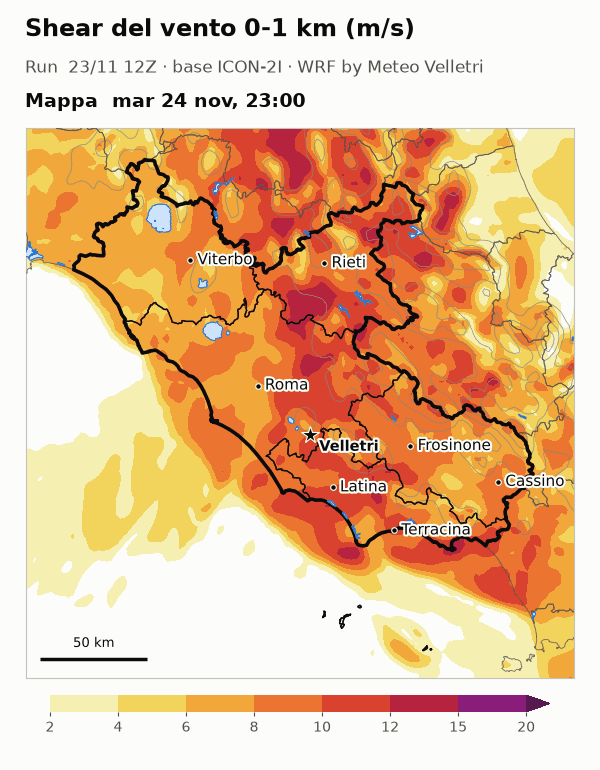 Shear del vento 0-1 km (m/s)
Run  23/11 12Z · base ICON-2I · WRF by Meteo Velletri
Mappa  mar 24 nov, 23:00
Viterbo
Rieti
Roma
Velletri
Frosinone
Latina
Cassino
Terracina
50 km
2 4 6 8 10 12 15 20